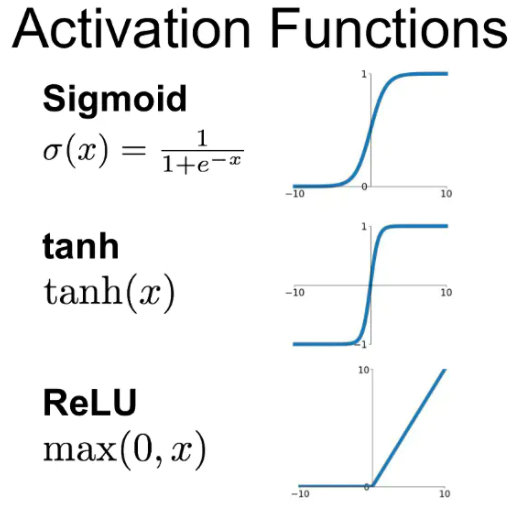 Activation Functions
Sigmoid
σ(x) = 1/(1+e^−x)
1
0
−10
10
tanh
tanh(x)
1
−10
10
−1
ReLU
max(0, x)
10
0
−10
10